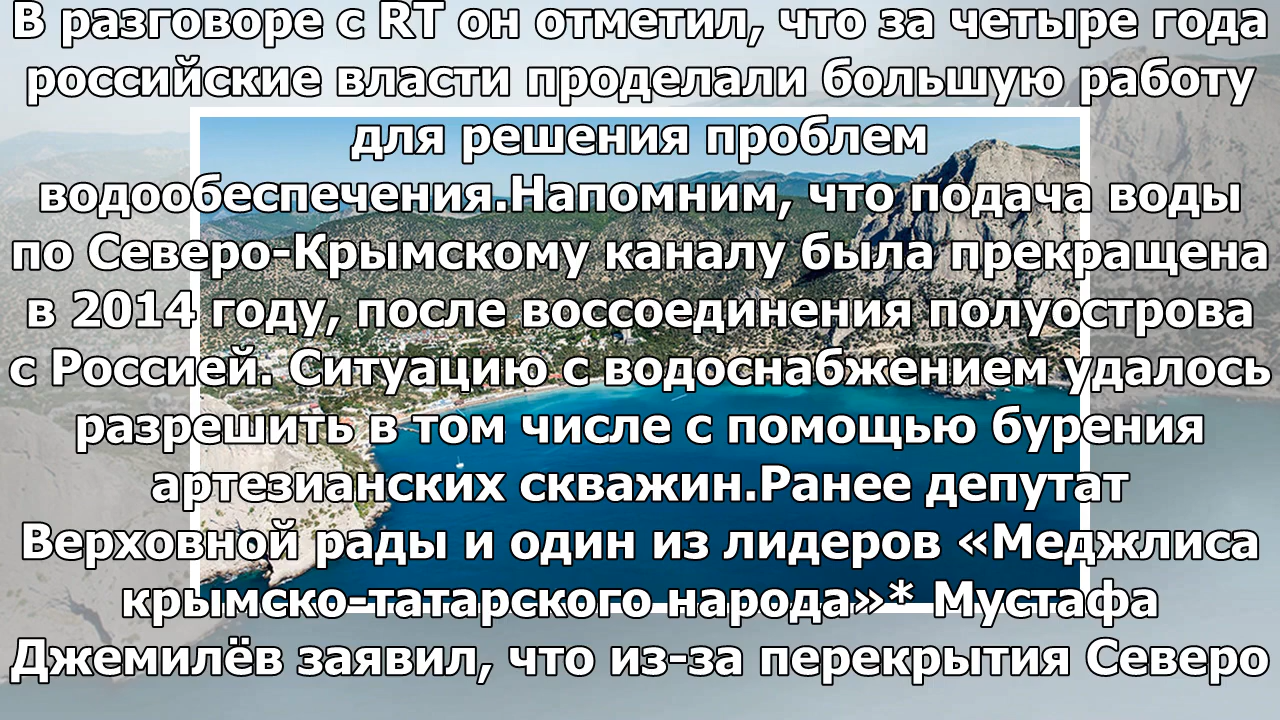 В разговоре с RT он отметил, что за четыре года
российские власти проделали большую работу
для решения проблем
водообеспечения.Напомним, что подача воды
по Северо-Крымскому каналу была прекращена
в 2014 году, после воссоединения полуострова
с Россией. Ситуацию с водоснабжением удалось
разрешить в том числе с помощью бурения
артезианских скважин.Ранее депутат
Верховной рады и один из лидеров «Меджлиса
крымско-татарского народа»* Мустафа
Джемилёв заявил, что из-за перекрытия Северо